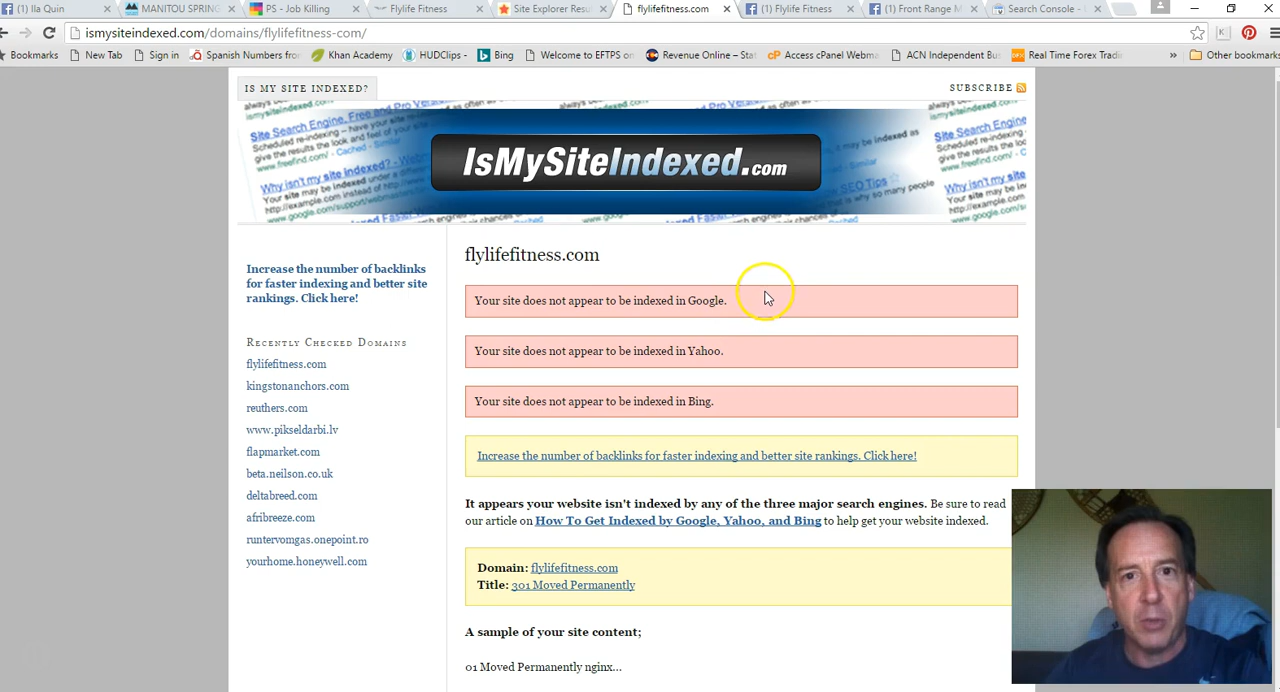 (1) Ila Quin
MANITOU SPRING
PS - Job Killing
Flylife Fitness
Site Explorer Resu
flylifefitness.com
(1) Flylife Fitness
(1) Front Range M
Search Console - D
ismysiteindexed.com/domains/flylifefitness-com/
Bookmarks
New Tab
Sign in
Spanish Numbers from
Khan Academy
HUDClips -
Bing
Welcome to EFTPS on
Revenue Online – Stat
Access cPanel Webma
ACN Independent Bus
Real Time Forex Tradin
»
Other bookmarks
IS MY SITE INDEXED?
SUBSCRIBE
IsMySiteIndexed.com
Increase the number of backlinks
for faster indexing and better site
rankings. Click here!
RECENTLY CHECKED DOMAINS
flylifefitness.com
kingstonanchors.com
reuthers.com
www.pikseldarbi.lv
flapmarket.com
beta.neilson.co.uk
deltabreed.com
afribreeze.com
runtervomgas.onepoint.ro
yourhome.honeywell.com
flylifefitness.com
Your site does not appear to be indexed in Google.
Your site does not appear to be indexed in Yahoo.
Your site does not appear to be indexed in Bing.
Increase the number of backlinks for faster indexing and better site rankings. Click here!
It appears your website isn't indexed by any of the three major search engines. Be sure to read
our article on How To Get Indexed by Google, Yahoo, and Bing to help get your website indexed.
Domain: flylifefitness.com
Title: 301 Moved Permanently
A sample of your site content;
01 Moved Permanently nginx...